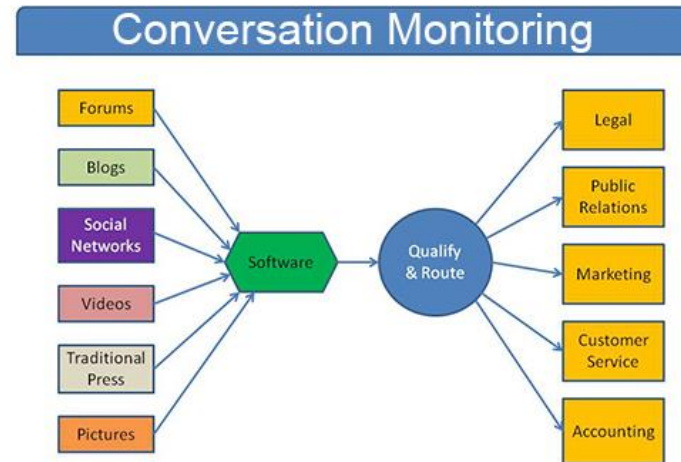 Conversation Monitoring
Forums
Blogs
Social
Networks
Videos
Traditional
Press
Pictures
Software
Qualify
& Route
Legal
Public
Relations
Marketing
Customer
Service
Accounting